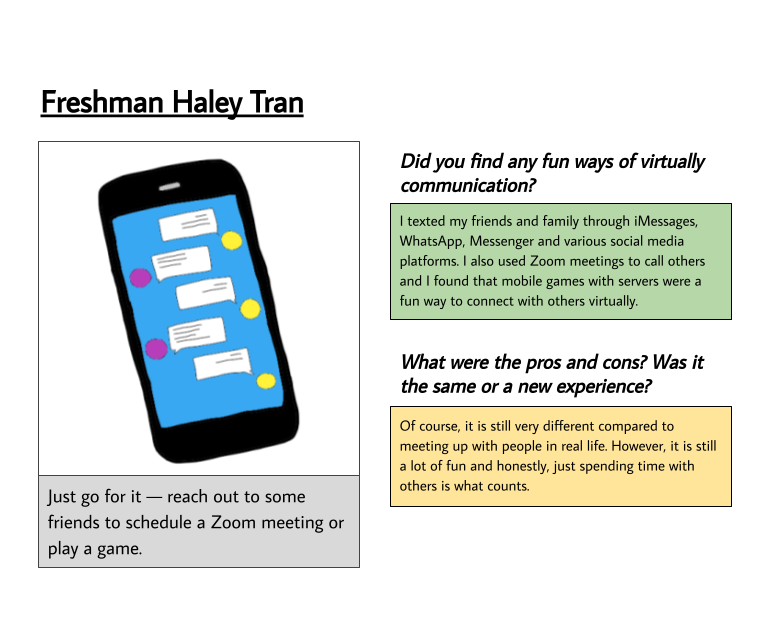 Freshman Haley Tran
Just go for it — reach out to some
friends to schedule a Zoom meeting or
play a game.
Did you find any fun ways of virtually
communication?
I texted my friends and family through iMessages,
WhatsApp, Messenger and various social media
platforms. I also used Zoom meetings to call others
and I found that mobile games with servers were a
fun way to connect with others virtually.
What were the pros and cons? Was it
the same or a new experience?
Of course, it is still very different compared to
meeting up with people in real life. However, it is still
a lot of fun and honestly, just spending time with
others is what counts.